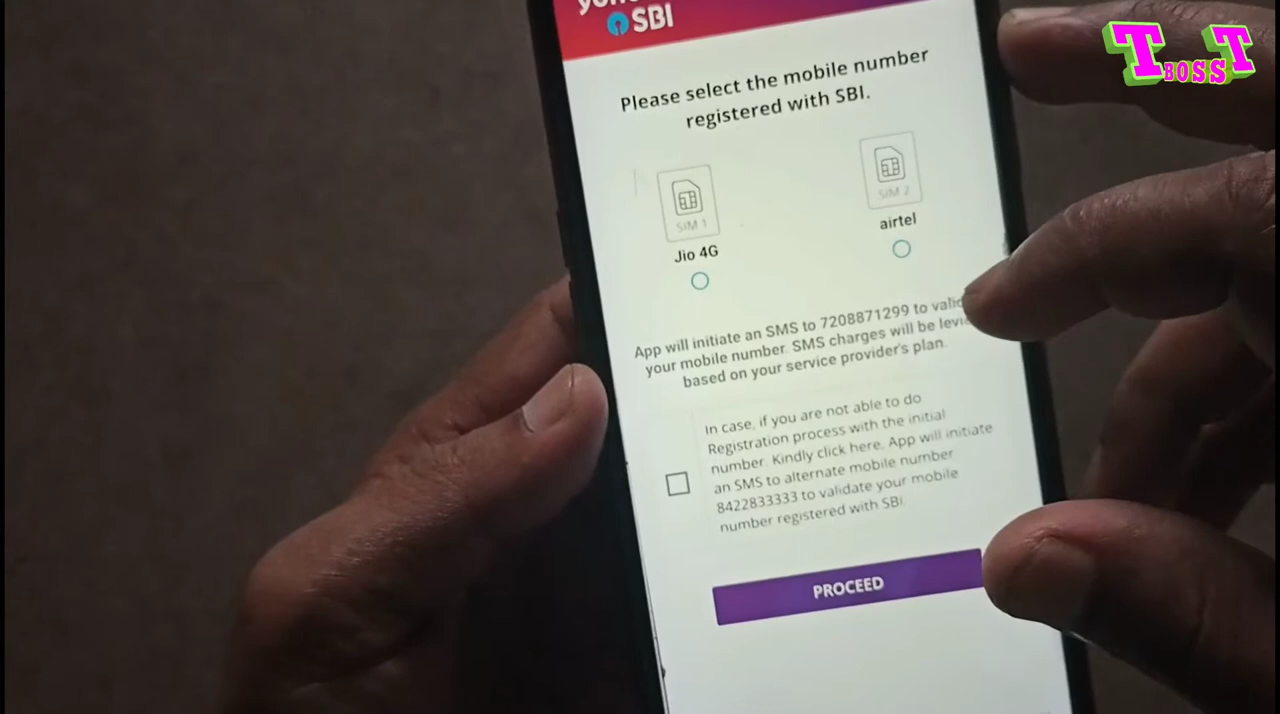 SBI
T BOSS T
Please select the mobile number
registered with SBI.
SIM 1
SIM 2
Jio 4G
airtel
App will initiate an SMS to 7208871299 to
your mobile number. SMS charges will be
based on your service provider's plan.
In case, if you are not able to do
Registration process with the initial
number. Kindly click here. App will initiate
an SMS to alternate mobile number
8422833333 to validate your mobile
number registered with SBI
PROCEED